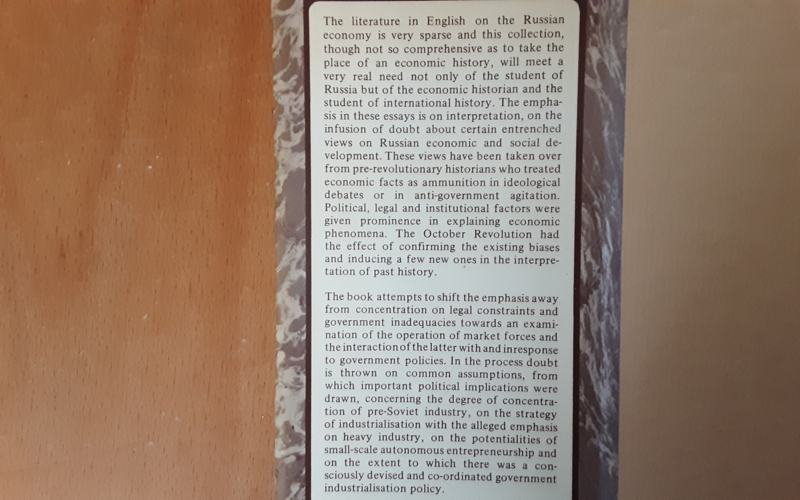 The literature in English on the Russian
economy is very sparse and this collection,
though not so comprehensive as to take the
place of an economic history, will meet a
very real need not only of the student of
Russia but of the economic historian and the
student of international history. The empha-
sis in these essays is on interpretation, on the
infusion of doubt about certain entrenched
views on Russian economic and social de-
velopment. These views have been taken over
from pre-revolutionary historians who treated
economic facts as ammunition in ideological
debates or in anti-government agitation.
Political, legal and institutional factors were
given prominence in explaining economic
phenomena. The October Revolution had
the effect of confirming the existing biases
and inducing a few new ones in the interpre-
tation of past history.
The book attempts to shift the emphasis away
from concentration on legal constraints and
government inadequacies towards an exami-
nation of the operation of market forces and
the interaction of the latter with and inresponse
to government policies. In the process doubt
is thrown on common assumptions, from
which important political implications were
drawn, concerning the degree of concentra-
tion of pre-Soviet industry, on the strategy
of industrialisation with the alleged emphasis
on heavy industry, on the potentialities of
small-scale autonomous entrepreneurship and
on the extent to which there was a con-
sciously devised and co-ordinated government
industrialisation policy.